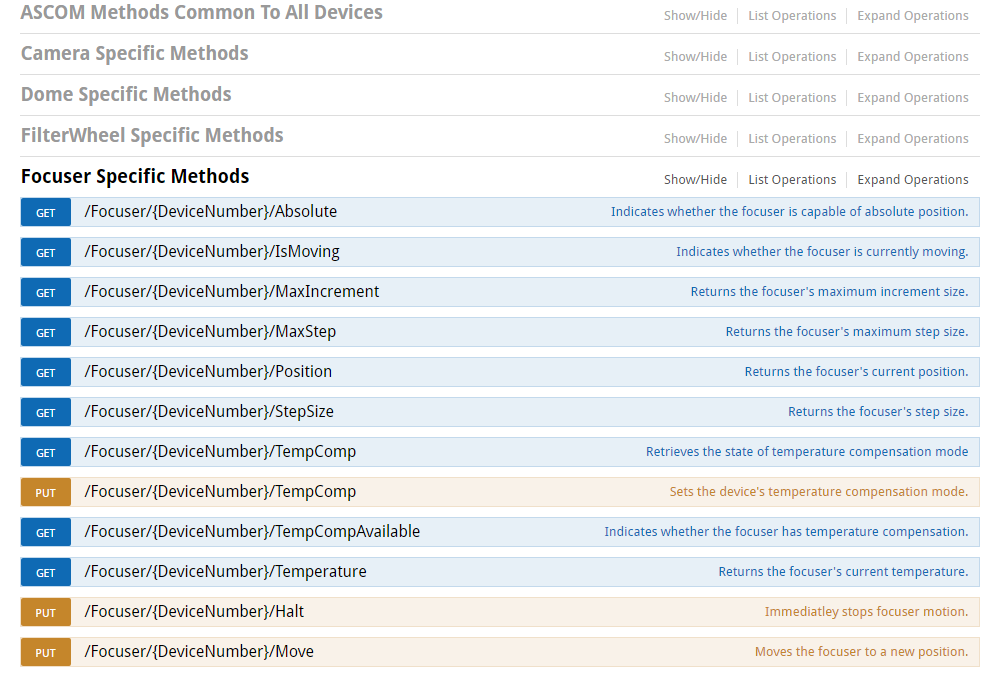 ASCOM Methods Common To All Devices Show/Hide List Operations Expand Operations
Camera Specific Methods Show/Hide List Operations Expand Operations
Dome Specific Methods Show/Hide List Operations Expand Operations
FilterWheel Specific Methods Show/Hide List Operations Expand Operations
Focuser Specific Methods Show/Hide List Operations Expand Operations
GET /Focuser/{DeviceNumber}/Absolute Indicates whether the focuser is capable of absolute position.
GET /Focuser/{DeviceNumber}/IsMoving Indicates whether the focuser is currently moving.
GET /Focuser/{DeviceNumber}/MaxIncrement Returns the focuser's maximum increment size.
GET /Focuser/{DeviceNumber}/MaxStep Returns the focuser's maximum step size.
GET /Focuser/{DeviceNumber}/Position Returns the focuser's current position.
GET /Focuser/{DeviceNumber}/StepSize Returns the focuser's step size.
GET /Focuser/{DeviceNumber}/TempComp Retrieves the state of temperature compensation mode
PUT /Focuser/{DeviceNumber}/TempComp Sets the device's temperature compensation mode.
GET /Focuser/{DeviceNumber}/TempCompAvailable Indicates whether the focuser has temperature compensation.
GET /Focuser/{DeviceNumber}/Temperature Returns the focuser's current temperature.
PUT /Focuser/{DeviceNumber}/Halt Immediatley stops focuser motion.
PUT /Focuser/{DeviceNumber}/Move Moves the focuser to a new position.